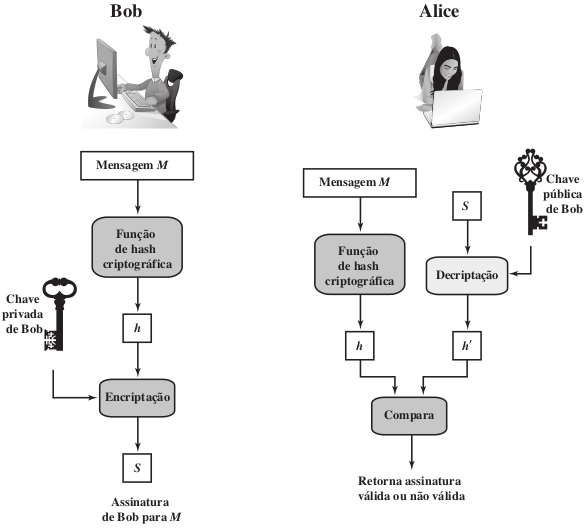 Bob
Mensagem M
Função
de hash
criptográfica
Chave
privada
de Bob
h
Encriptação
S
Assinatura
de Bob para M
Alice
Mensagem M
Função
de hash
criptográfica
h
S
Chave
pública
de Bob
Decriptação
h'
Compara
Retorna assinatura
válida ou não válida